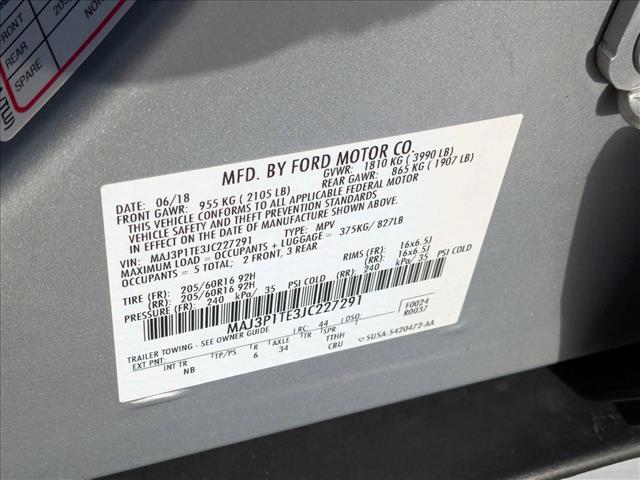 FRONT
REAR
SPARE
205
NON
MFD. BY FORD MOTOR CO.
DATE: 06/18 GVWR: 1810 KG ( 3990 LB)
FRONT GAWR: 955 KG ( 2105 LB) REAR GAWR: 865 KG ( 1907 LB)
THIS VEHICLE CONFORMS TO ALL APPLICABLE FEDERAL MOTOR
VEHICLE SAFETY AND THEFT PREVENTION STANDARDS
IN EFFECT ON THE DATE OF MANUFACTURE SHOWN ABOVE.
VIN: MAJ3P1TE3JC227291 TYPE: MPV
MAXIMUM LOAD = OCCUPANTS + LUGGAGE = 375KG/ 827LB
OCCUPANTS = 5 TOTAL; 2 FRONT, 3 REAR
TIRE (FR): 205/60R16 92H RIMS (FR): 16x6.5J
(RR): 205/60R16 92H (RR): 16x6.5J
PRESSURE (FR): 240 kPa/ 35 PSI COLD (RR): 240 kPa/ 35 PSI COLD
MAJ3P1TE3JC227291
F0024
R0037
TRAILER TOWING - SEE OWNER GUIDE RC: 44 DSO:
EXT PNT: INT TR TP/PS R AXLE TR SPR
NB 6 34 TTHH
CBU
SUSA-5420472-AA